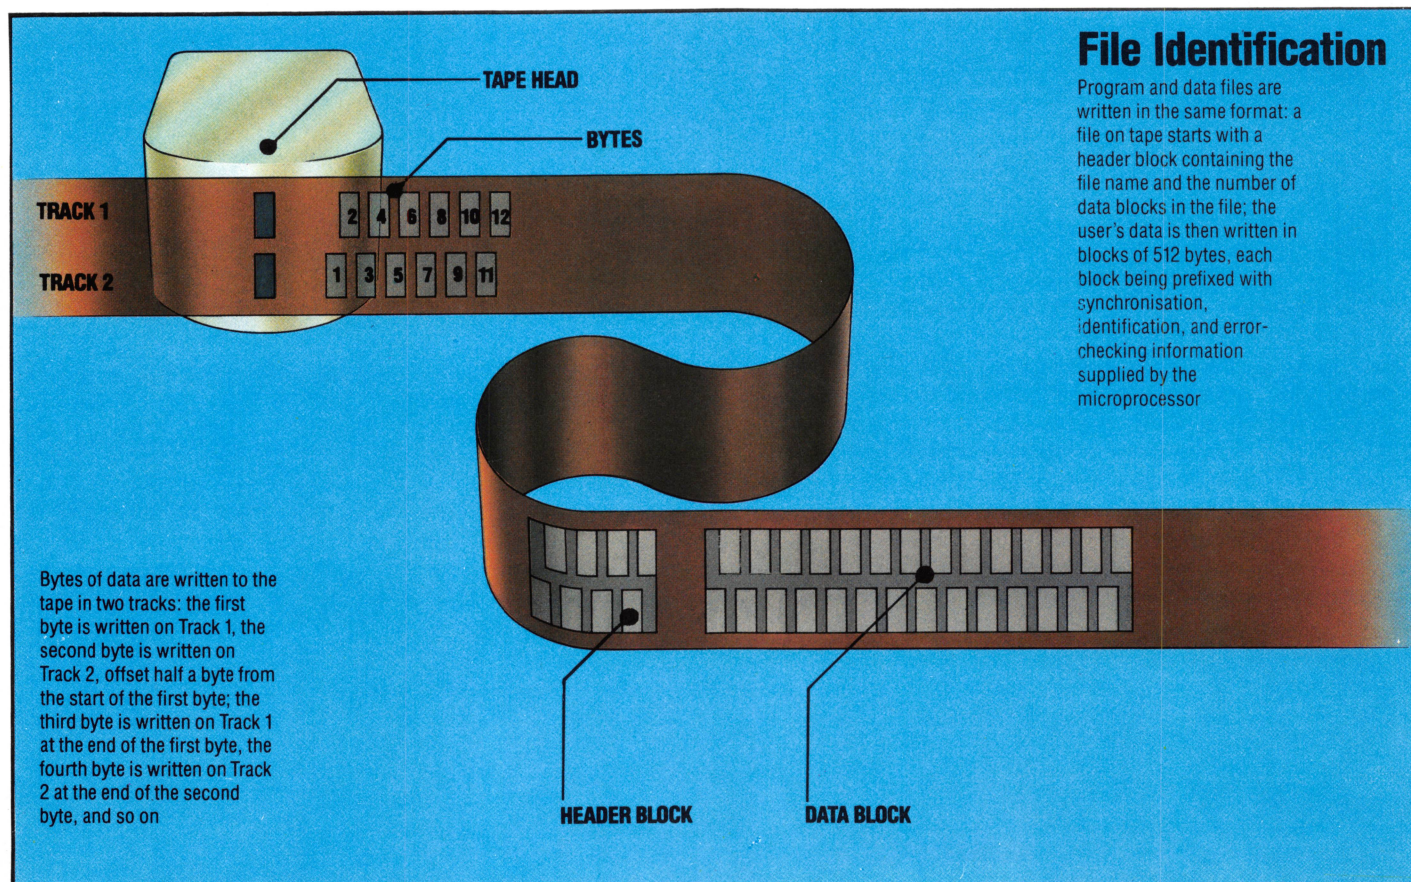 File Identification
Program and data files are
written in the same format: a
file on tape starts with a
header block containing the
file name and the number of
data blocks in the file; the
user's data is then written in
blocks of 512 bytes, each
block being prefixed with
synchronisation,
identification, and error-
checking information
supplied by the
microprocessor
TAPE HEAD
BYTES
TRACK 1
2 4 6 8 10 12
TRACK 2
1 3 5 7 9 11
Bytes of data are written to the
tape in two tracks: the first
byte is written on Track 1, the
second byte is written on
Track 2, offset half a byte from
the start of the first byte; the
third byte is written on Track 1
at the end of the first byte, the
fourth byte is written on Track
2 at the end of the second
byte, and so on
HEADER BLOCK
DATA BLOCK